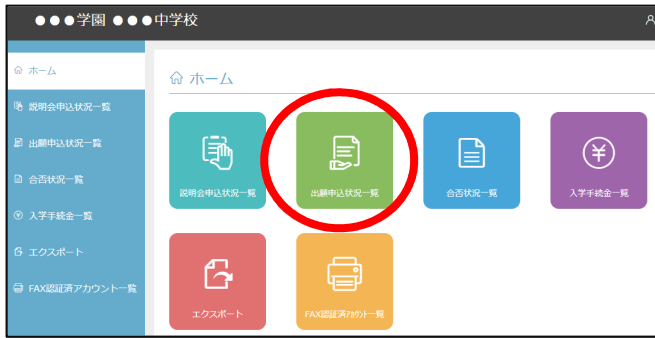 ●●●学園 ●●●中学校
ホーム
説明会申込状況一覧
出願申込状況一覧
合否状況一覧
入学手続金一覧
エクスポート
FAX認証済アカウント一覧
ホーム
説明会申込状況一覧
出願申込状況一覧
合否状況一覧
入学手続金一覧
エクスポート
FAX認証済ｱｶｳﾝﾄ一覧